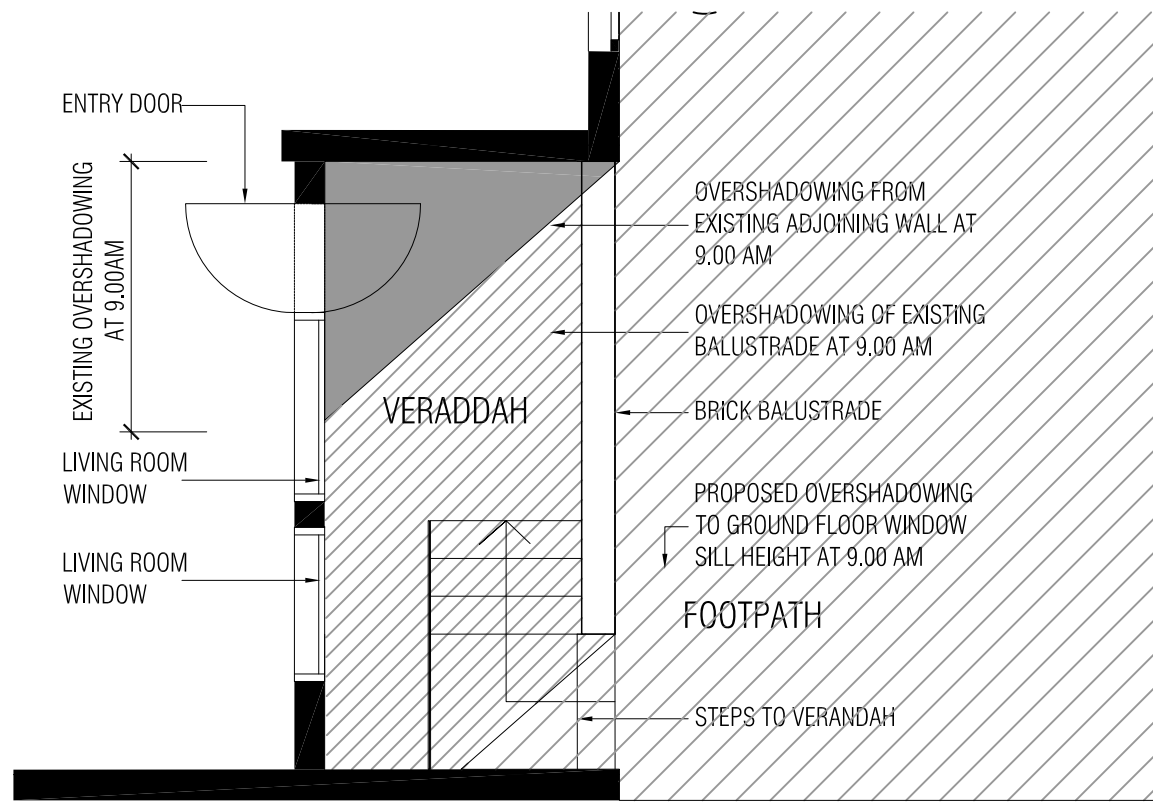 ENTRY DOOR
EXISTING OVERSHADOWING
AT 9.00AM
LIVING ROOM
WINDOW
LIVING ROOM
WINDOW
VERADDAH
OVERSHADOWING FROM
EXISTING ADJOINING WALL AT
9.00 AM
OVERSHADOWING OF EXISTING
BALUSTRADE AT 9.00 AM
BRICK BALUSTRADE
PROPOSED OVERSHADOWING
TO GROUND FLOOR WINDOW
SILL HEIGHT AT 9.00 AM
FOOTPATH
STEPS TO VERANDAH